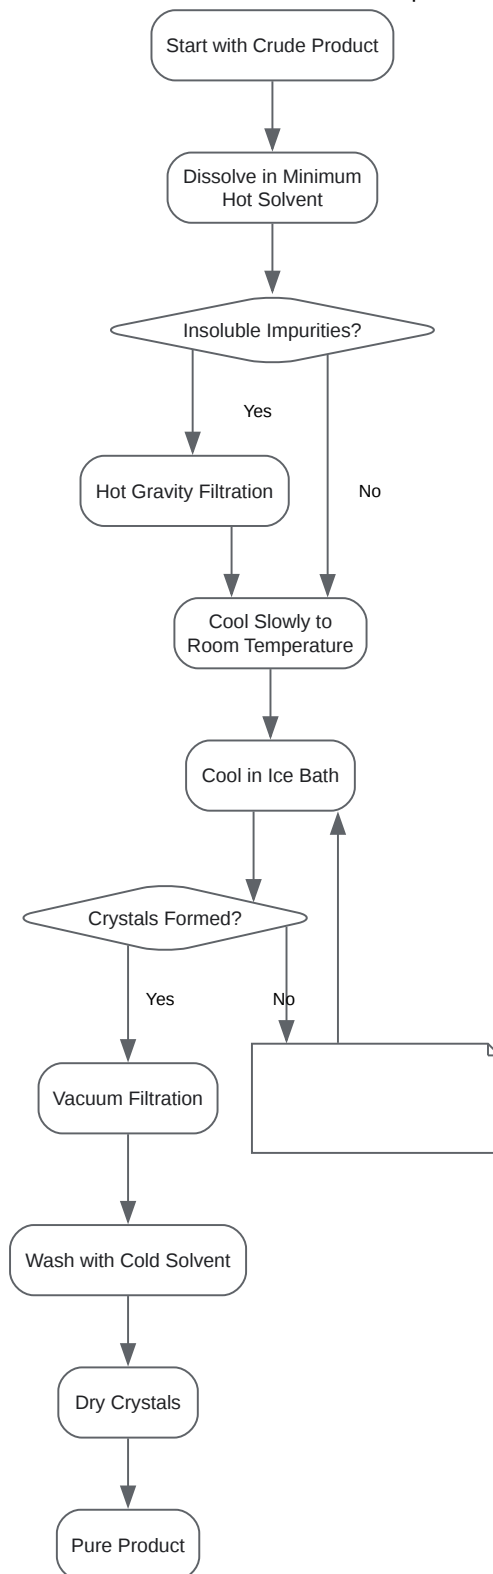 Start with Crude Product
Dissolve in Minimum
Hot Solvent
Insoluble Impurities?
Yes
Hot Gravity Filtration
No
Cool Slowly to
Room Temperature
Cool in Ice Bath
Crystals Formed?
Yes
No
Vacuum Filtration
Wash with Cold Solvent
Dry Crystals
Pure Product